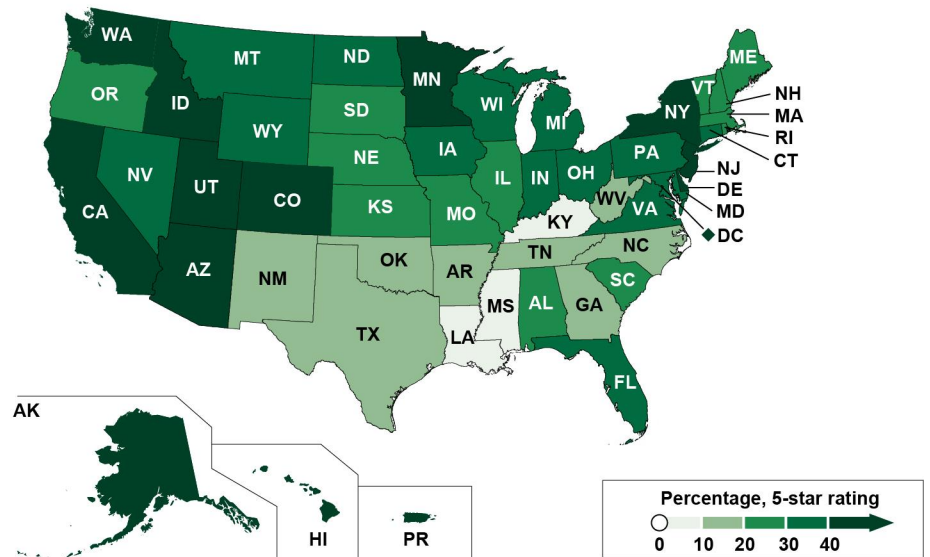 WA
MT
ND
MN
ME
VT
NH
MA
RI
CT
OR
ID
SD
WI
MI
NY
WY
IA
PA
NJ
DE
MD
DC
NE
IL
IN
OH
NV
UT
CO
KS
MO
WV
VA
KY
CA
AZ
NM
OK
AR
TN
NC
SC
TX
LA
MS
AL
GA
FL
AK
HI
PR
Percentage, 5-star rating
0 10 20 30 40